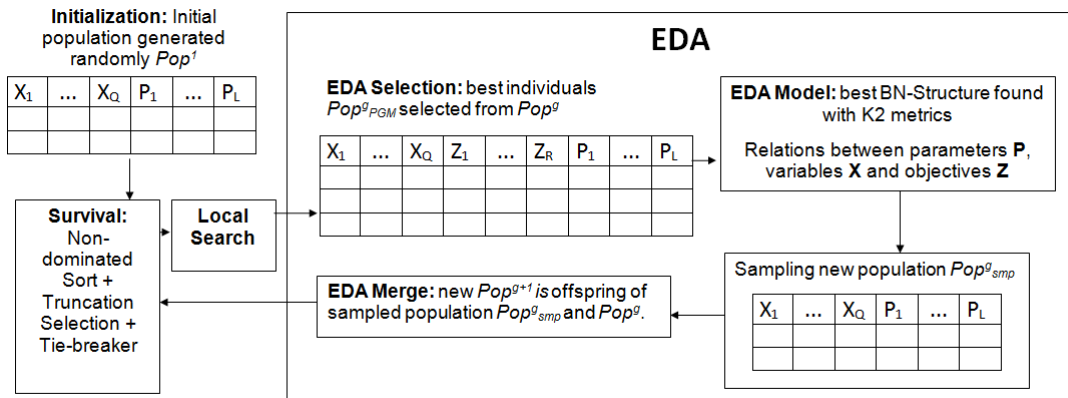 Initialization: Initial
population generated
randomly Pop¹
X₁ ... X_Q P₁ ... P_L
Survival:
Non-
dominated
Sort +
Truncation
Selection +
Tie-breaker
Local
Search
EDA
EDA Selection: best individuals
Pop^g_PGM selected from Pop^g
X₁ ... X_Q Z₁ ... Z_R P₁ ... P_L
EDA Model: best BN-Structure found
with K2 metrics
Relations between parameters P,
variables X and objectives Z
Sampling new population Pop^g_smp
X₁ ... X_Q P₁ ... P_L
EDA Merge: new Pop^g+1 is offspring of
sampled population Pop^g_smp and Pop^g.